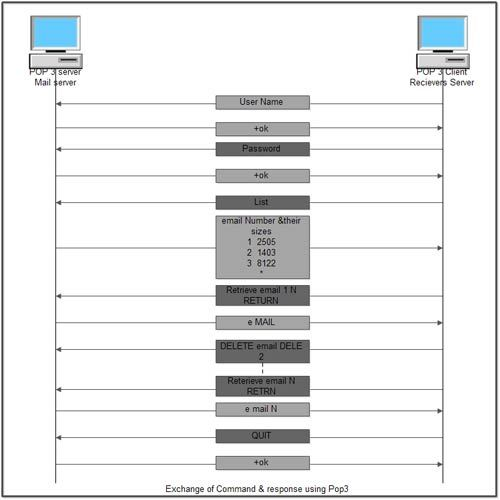 POP 3 server
Mail server
POP 3 Client
Recievers Server
User Name
+ok
Password
+ok
List
email Number &their
sizes
1 2505
2 1403
3 8122
*
Retrieve email 1 N
RETURN
e MAIL
DELETE email DELE
2
Reterieve email N
RETRN
e mail N
QUIT
+ok
Exchange of Command & response using Pop3